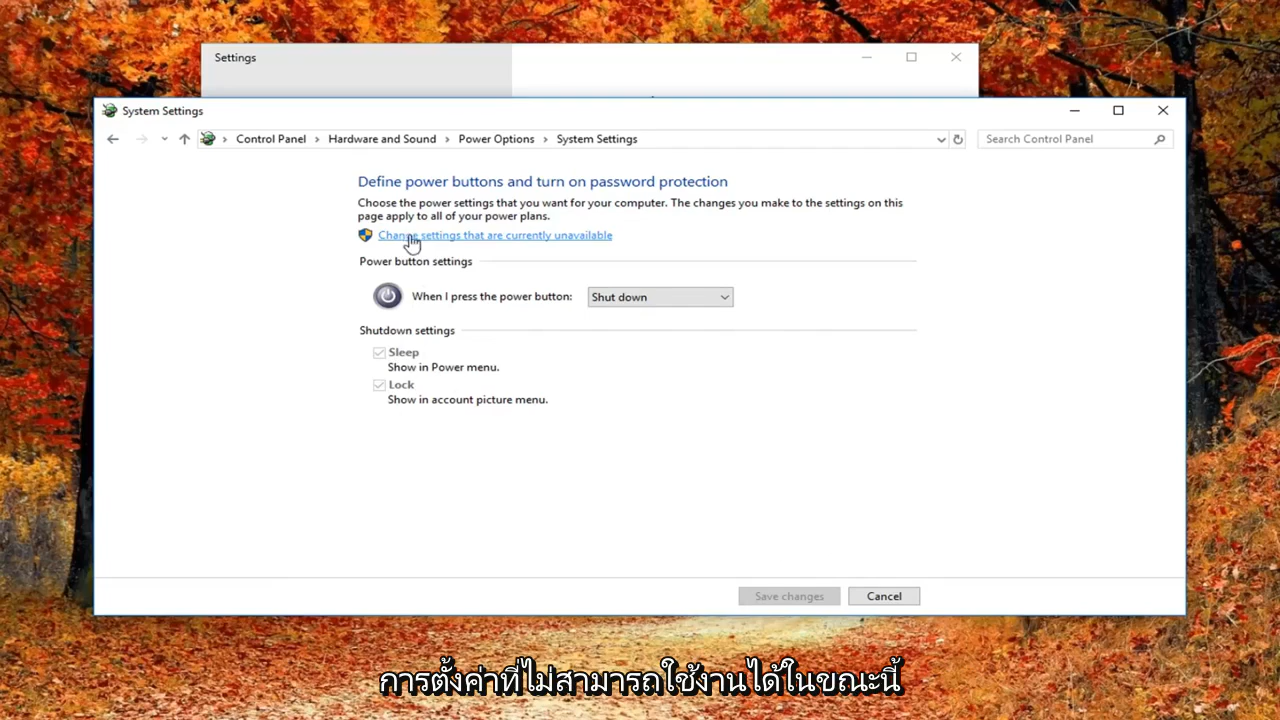 Settings
System Settings
Control Panel > Hardware and Sound > Power Options > System Settings
Search Control Panel
Define power buttons and turn on password protection
Choose the power settings that you want for your computer. The changes you make to the settings on this
page apply to all of your power plans.
Change settings that are currently unavailable
Power button settings
When I press the power button: Shut down
Shutdown settings
Sleep
Show in Power menu.
Lock
Show in account picture menu.
Save changes
Cancel
การตั้งค่าที่ไม่สามารถใช้งานได้ในขณะนี้